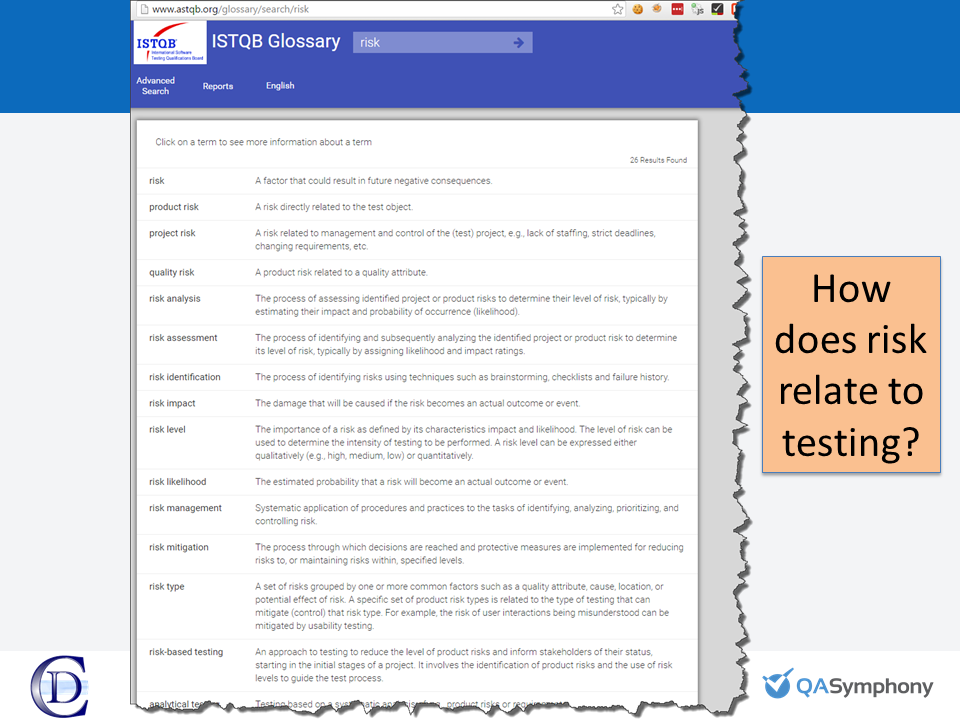 www.astqb.org/glossary/search/risk
ISTQB
International Software
Testing Qualifications Board
ISTQB Glossary
risk
Advanced
Search
Reports
English
Click on a term to see more information about a term
26 Results Found
risk A factor that could result in future negative consequences.
product risk A risk directly related to the test object.
project risk A risk related to management and control of the (test) project, e.g., lack of staffing, strict deadlines,
changing requirements, etc.
quality risk A product risk related to a quality attribute.
risk analysis The process of assessing identified project or product risks to determine their level of risk, typically by
estimating their impact and probability of occurrence (likelihood).
risk assessment The process of identifying and subsequently analyzing the identified project or product risk to determine
its level of risk, typically by assigning likelihood and impact ratings.
risk identification The process of identifying risks using techniques such as brainstorming, checklists and failure history.
risk impact The damage that will be caused if the risk becomes an actual outcome or event.
risk level The importance of a risk as defined by its characteristics impact and likelihood. The level of risk can be
used to determine the intensity of testing to be performed. A risk level can be expressed either
qualitatively (e.g., high, medium, low) or quantitatively.
risk likelihood The estimated probability that a risk will become an actual outcome or event.
risk management Systematic application of procedures and practices to the tasks of identifying, analyzing, prioritizing, and
controlling risk.
risk mitigation The process through which decisions are reached and protective measures are implemented for reducing
risks to, or maintaining risks within, specified levels.
risk type A set of risks grouped by one or more common factors such as a quality attribute, cause, location, or
potential effect of risk. A specific set of product risk types is related to the type of testing that can
mitigate (control) that risk type. For example, the risk of user interactions being misunderstood can be
mitigated by usability testing.
risk-based testing An approach to testing to reduce the level of product risks and inform stakeholders of their status,
starting in the initial stages of a project. It involves the identification of product risks and the use of risk
levels to guide the test process.
analytical Testing based on a product risks or
How
does risk
relate to
testing?
CD
QASymphony